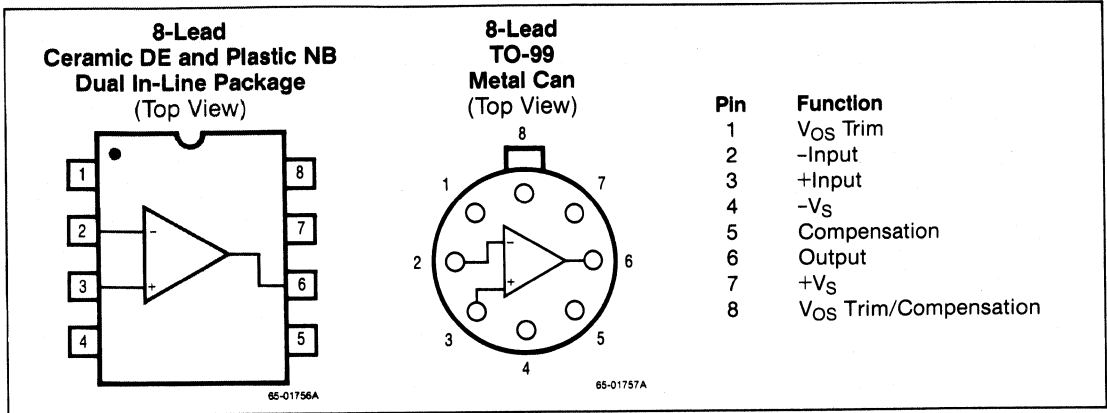 8-Lead
Ceramic DE and Plastic NB
Dual In-Line Package
(Top View)
1
2
3
4
8
7
6
5
−
+
65-01756A
8-Lead
TO-99
Metal Can
(Top View)
8
1
7
2
6
3
5
4
−
+
65-01757A
Pin Function
1 VOS Trim
2 –Input
3 +Input
4 –VS
5 Compensation
6 Output
7 +VS
8 VOS Trim/Compensation